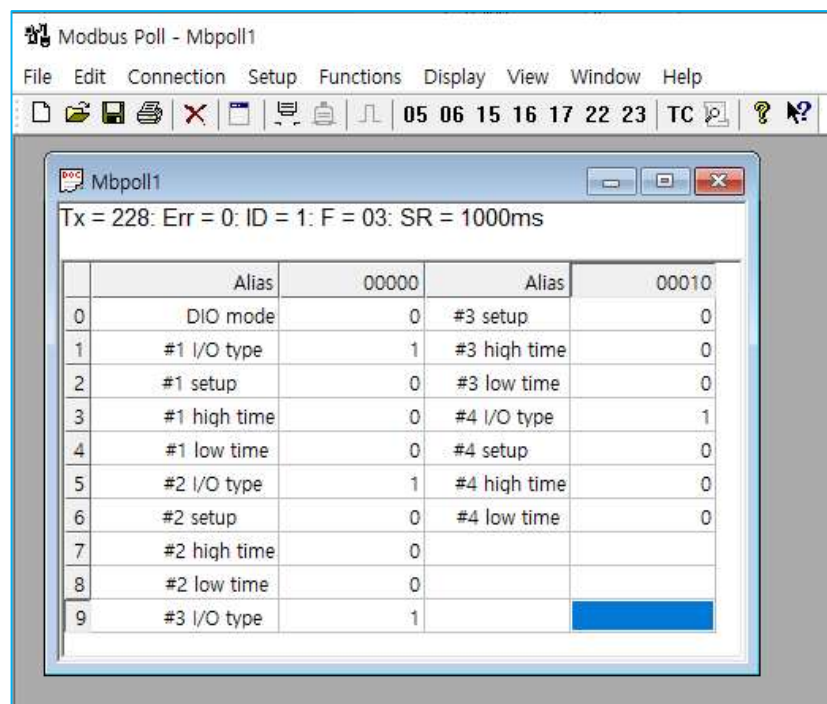 Modbus Poll - Mbpoll1
File Edit Connection Setup Functions Display View Window Help
05 06 15 16 17 22 23 TC
Mbpoll1
Tx = 228: Err = 0: ID = 1: F = 03: SR = 1000ms
Alias 00000 Alias 00010
0 DIO mode 0 #3 setup 0
1 #1 I/O type 1 #3 high time 0
2 #1 setup 0 #3 low time 0
3 #1 high time 0 #4 I/O type 1
4 #1 low time 0 #4 setup 0
5 #2 I/O type 1 #4 high time 0
6 #2 setup 0 #4 low time 0
7 #2 high time 0
8 #2 low time 0
9 #3 I/O type 1